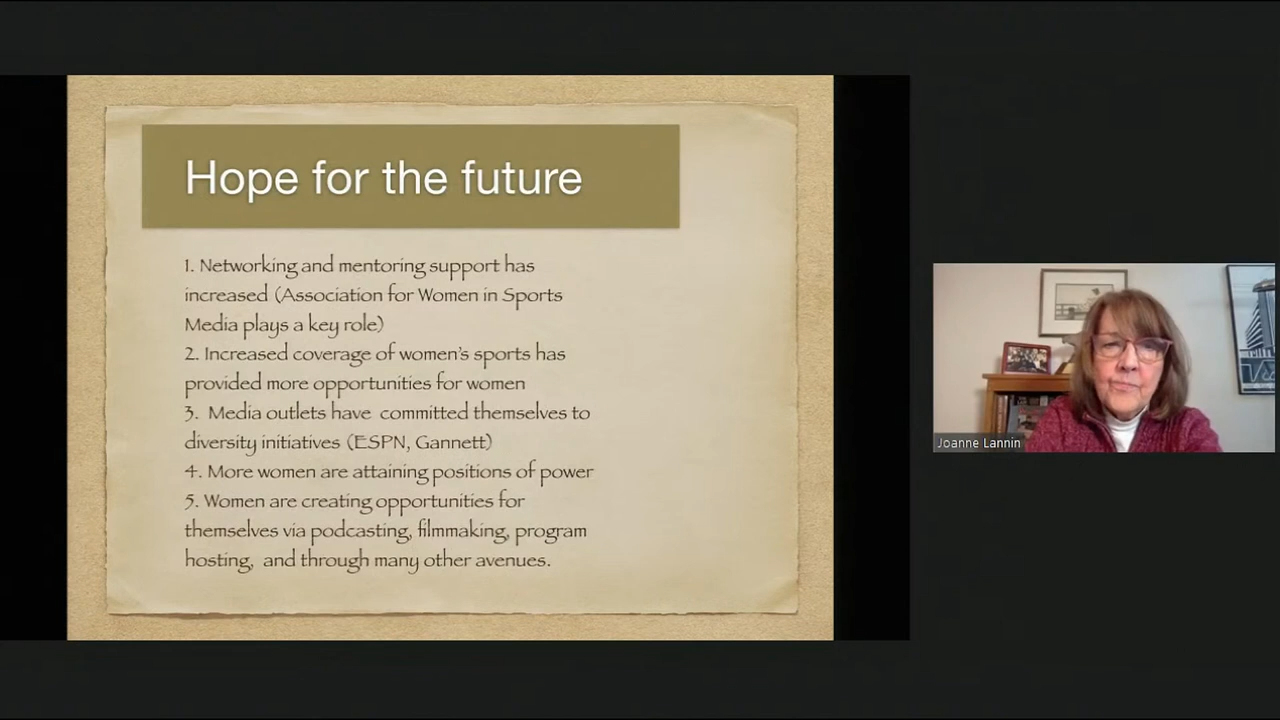 Hope for the future
1. Networking and mentoring support has
increased (Association for Women in Sports
Media plays a key role)
2. Increased coverage of women's sports has
provided more opportunities for women
3.  Media outlets have  committed themselves to
diversity initiatives (ESPN, Gannett)
4. More women are attaining positions of power
5. Women are creating opportunities for
themselves via podcasting, filmmaking, program
hosting,  and through many other avenues.
Joanne Lannin